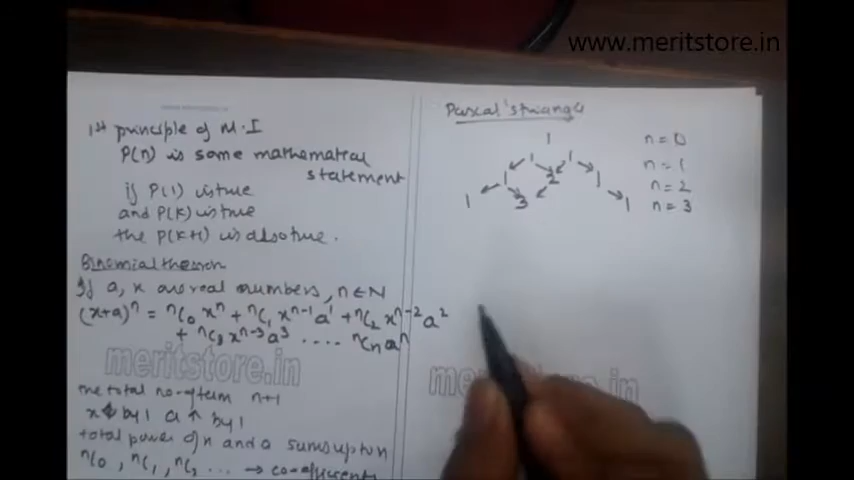 www.meritstore.in
1st principle of M.I
P(n) is some mathematical
statement
if P(1) is true
and P(K) is true
the P(K+1) is also true.
Binomial theorem
If a, x are real numbers, n ∈ N
(x+a)ⁿ = ⁿC₀ xⁿ + ⁿC₁ xⁿ⁻¹ a¹ + ⁿC₂ xⁿ⁻² a²
+ ⁿC₃ xⁿ⁻³ a³ .... ⁿCₙ aⁿ
meritstore.in
the total no of term n+1
x ↓ by 1 a ↑ by 1
total power of x and a sums up to n
ⁿC₀, ⁿC₁, ⁿC₂ ... → co-efficients
Pascal's triangle
1 n = 0
1 1 n = 1
1 2 1 n = 2
1 3 1 n = 3
meritstore.in